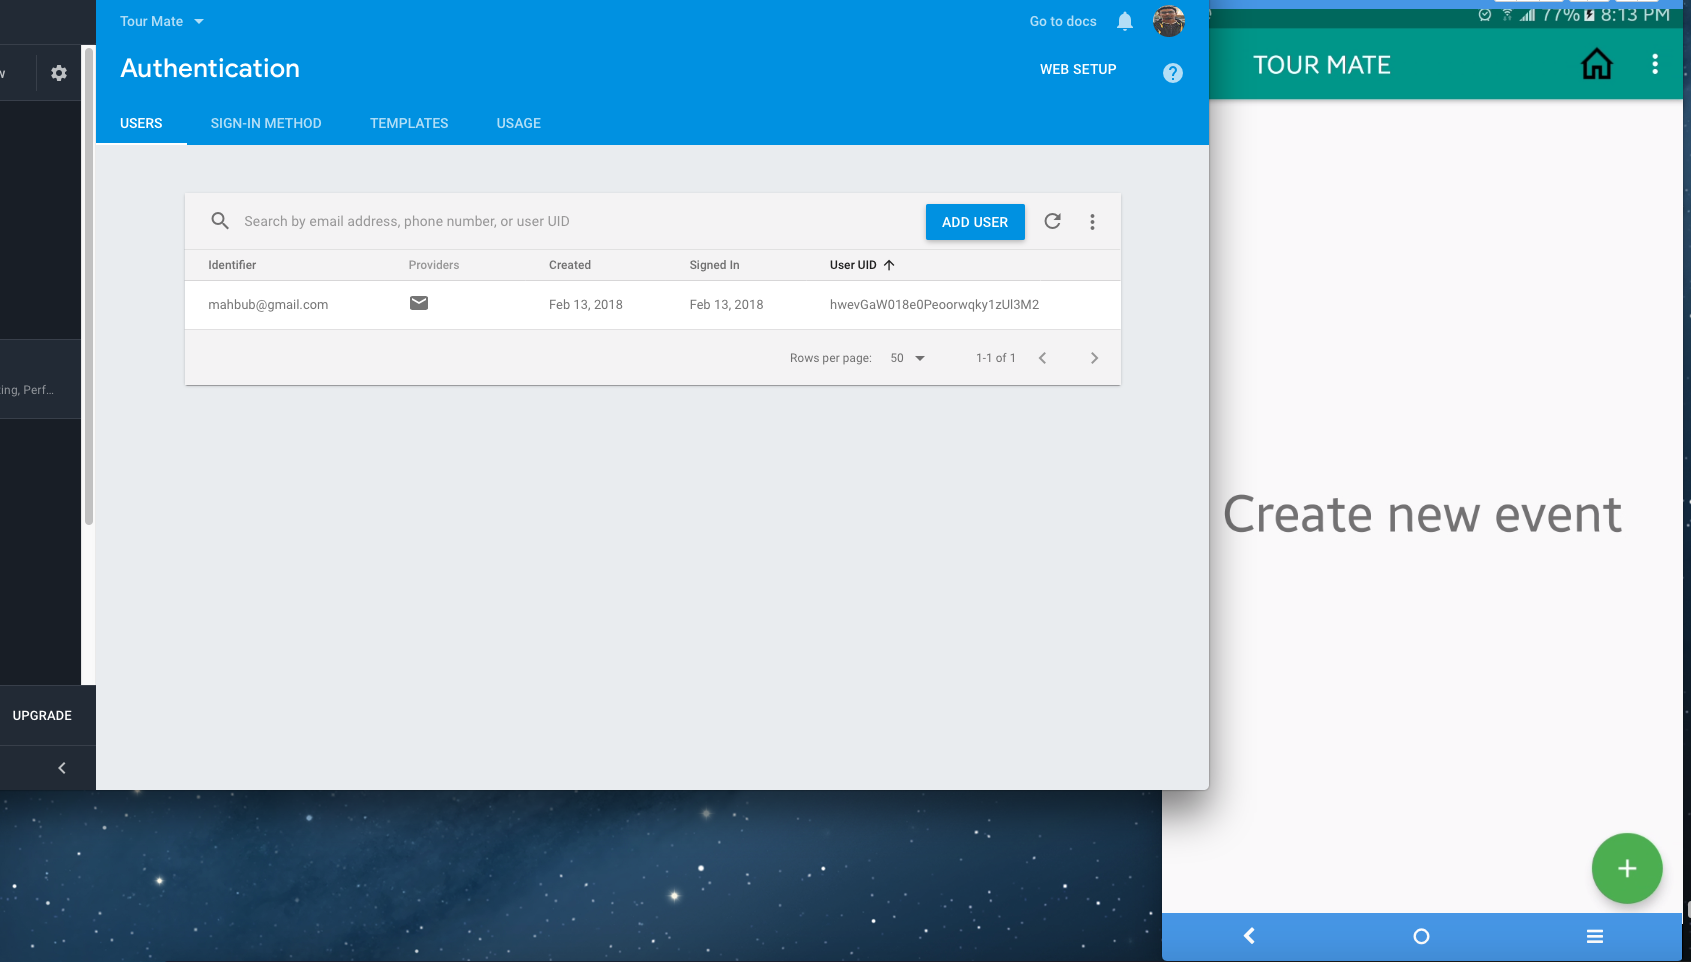 Tour Mate
Go to docs
Authentication
WEB SETUP
USERS
SIGN-IN METHOD
TEMPLATES
USAGE
Search by email address, phone number, or user UID
ADD USER
Identifier
Providers
Created
Signed In
User UID
mahbub@gmail.com
Feb 13, 2018
Feb 13, 2018
hwevGaW018e0Peoorwqky1zUl3M2
Rows per page:
50
1-1 of 1
w
ing, Perf...
UPGRADE
77%
8:13 PM
TOUR MATE
Create new event